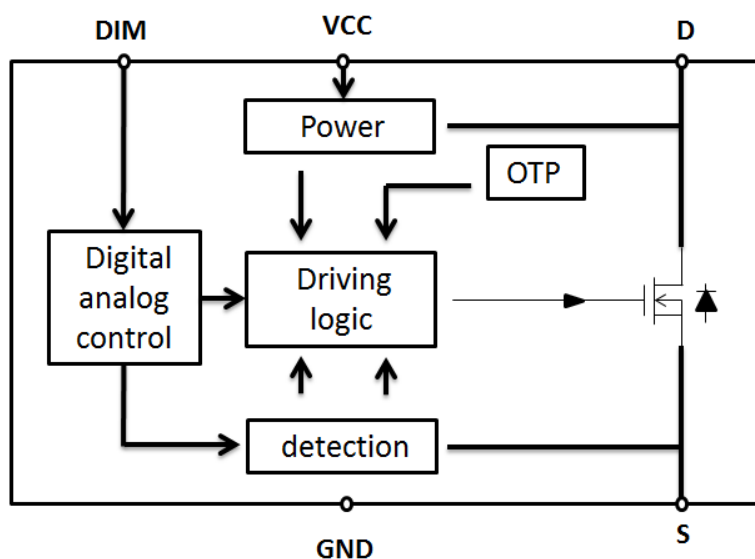 DIM
VCC
D
Power
OTP
Digital
analog
control
Driving
logic
detection
GND
S